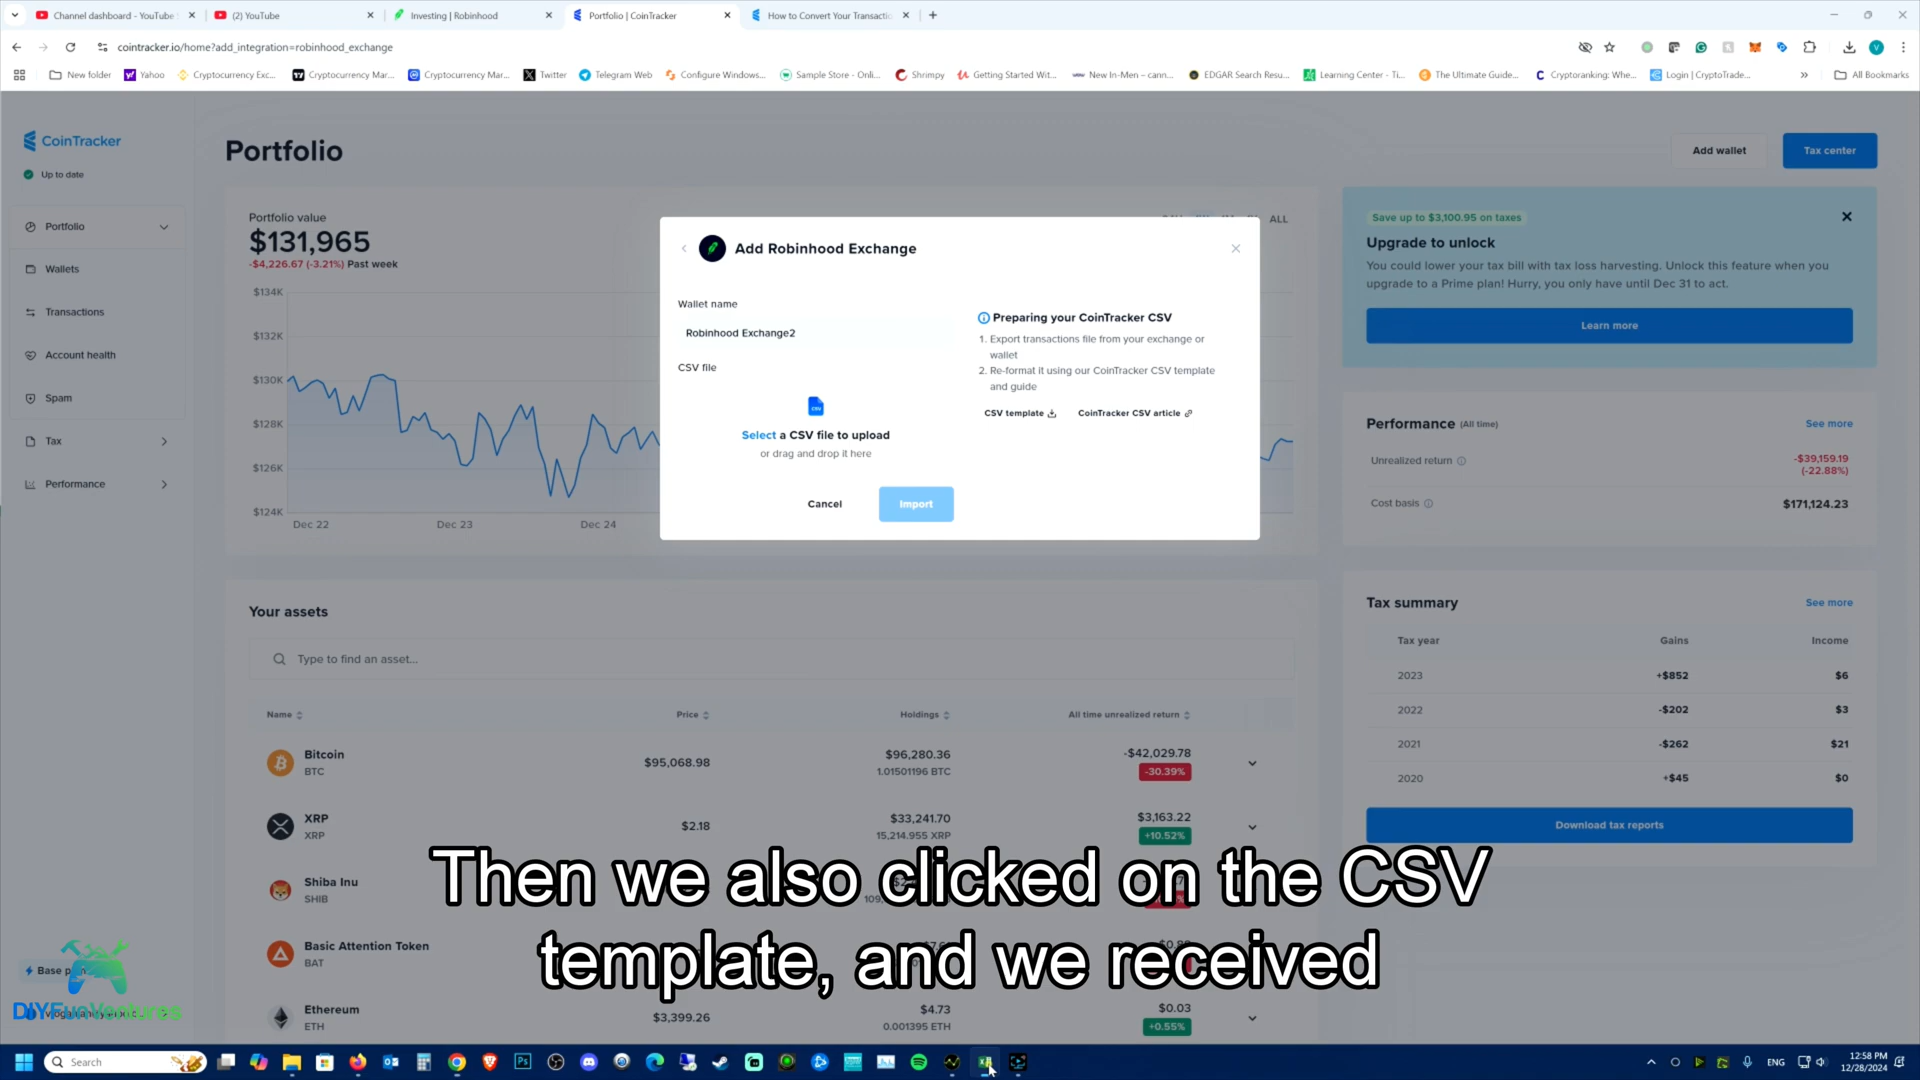 Channel dashboard - YouTube
(2) YouTube
Investing | Robinhood
Portfolio | CoinTracker
How to Convert Your Transactio
cointracker.io/home?add_integration=robinhood_exchange
New folder
Yahoo
Cryptocurrency Exc...
Cryptocurrency Mar...
Cryptocurrency Mar...
Twitter
Telegram Web
Configure Windows...
Sample Store - Onli...
Shrimpy
Getting Started Wit...
New In-Men – cann...
EDGAR Search Resu...
Learning Center - Ti...
The Ultimate Guide...
Cryptoranking: Whe...
Login | CryptoTrade...
All Bookmarks
CoinTracker
Up to date
Portfolio
Wallets
Transactions
Account health
Spam
Tax
Performance
Portfolio
Add wallet
Tax center
Portfolio value
$131,965
-$4,226.67 (-3.21%) Past week
ALL
$134K
$132K
$130K
$128K
$126K
$124K
Dec 22
Dec 23
Dec 24
Add Robinhood Exchange
Wallet name
Robinhood Exchange2
CSV file
CSV
Select a CSV file to upload
or drag and drop it here
Cancel
Import
Preparing your CoinTracker CSV
1. Export transactions file from your exchange or
wallet
2. Re-format it using our CoinTracker CSV template
and guide
CSV template
CoinTracker CSV article
Save up to $3,100.95 on taxes
Upgrade to unlock
You could lower your tax bill with tax loss harvesting. Unlock this feature when you
upgrade to a Prime plan! Hurry, you only have until Dec 31 to act.
Learn more
Performance (All time)
See more
Unrealized return
-$39,159.19
(-22.88%)
Cost basis
$171,124.23
Your assets
Type to find an asset...
Name
Price
Holdings
All time unrealized return
Bitcoin
BTC
$95,068.98
$96,280.36
1.01501196 BTC
-$42,029.78
-30.39%
XRP
XRP
$2.18
$33,241.70
15,214.955 XRP
$3,163.22
+10.52%
Shiba Inu
SHIB
Basic Attention Token
BAT
Ethereum
ETH
$3,399.26
$4.73
0.001395 ETH
$0.03
+0.55%
Tax summary
See more
Tax year
Gains
Income
2023
+$852
$6
2022
-$202
$3
2021
-$262
$21
2020
+$45
$0
Download tax reports
Then we also clicked on the CSV
template, and we received
Base
DIYFunVentures
Search
ENG
12:58 PM
12/28/2024